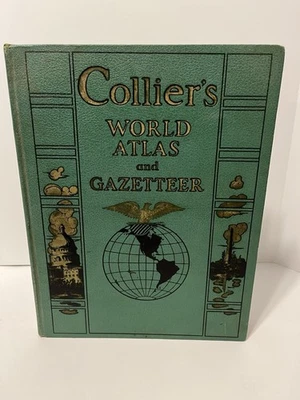 Collier's
WORLD
ATLAS
and
GAZETTEER